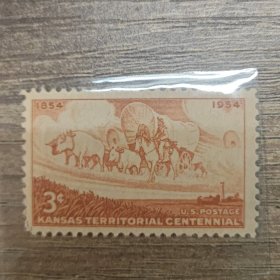 1854 1954
3¢ U.S. POSTAGE
KANSAS TERRITORIAL CENTENNIAL